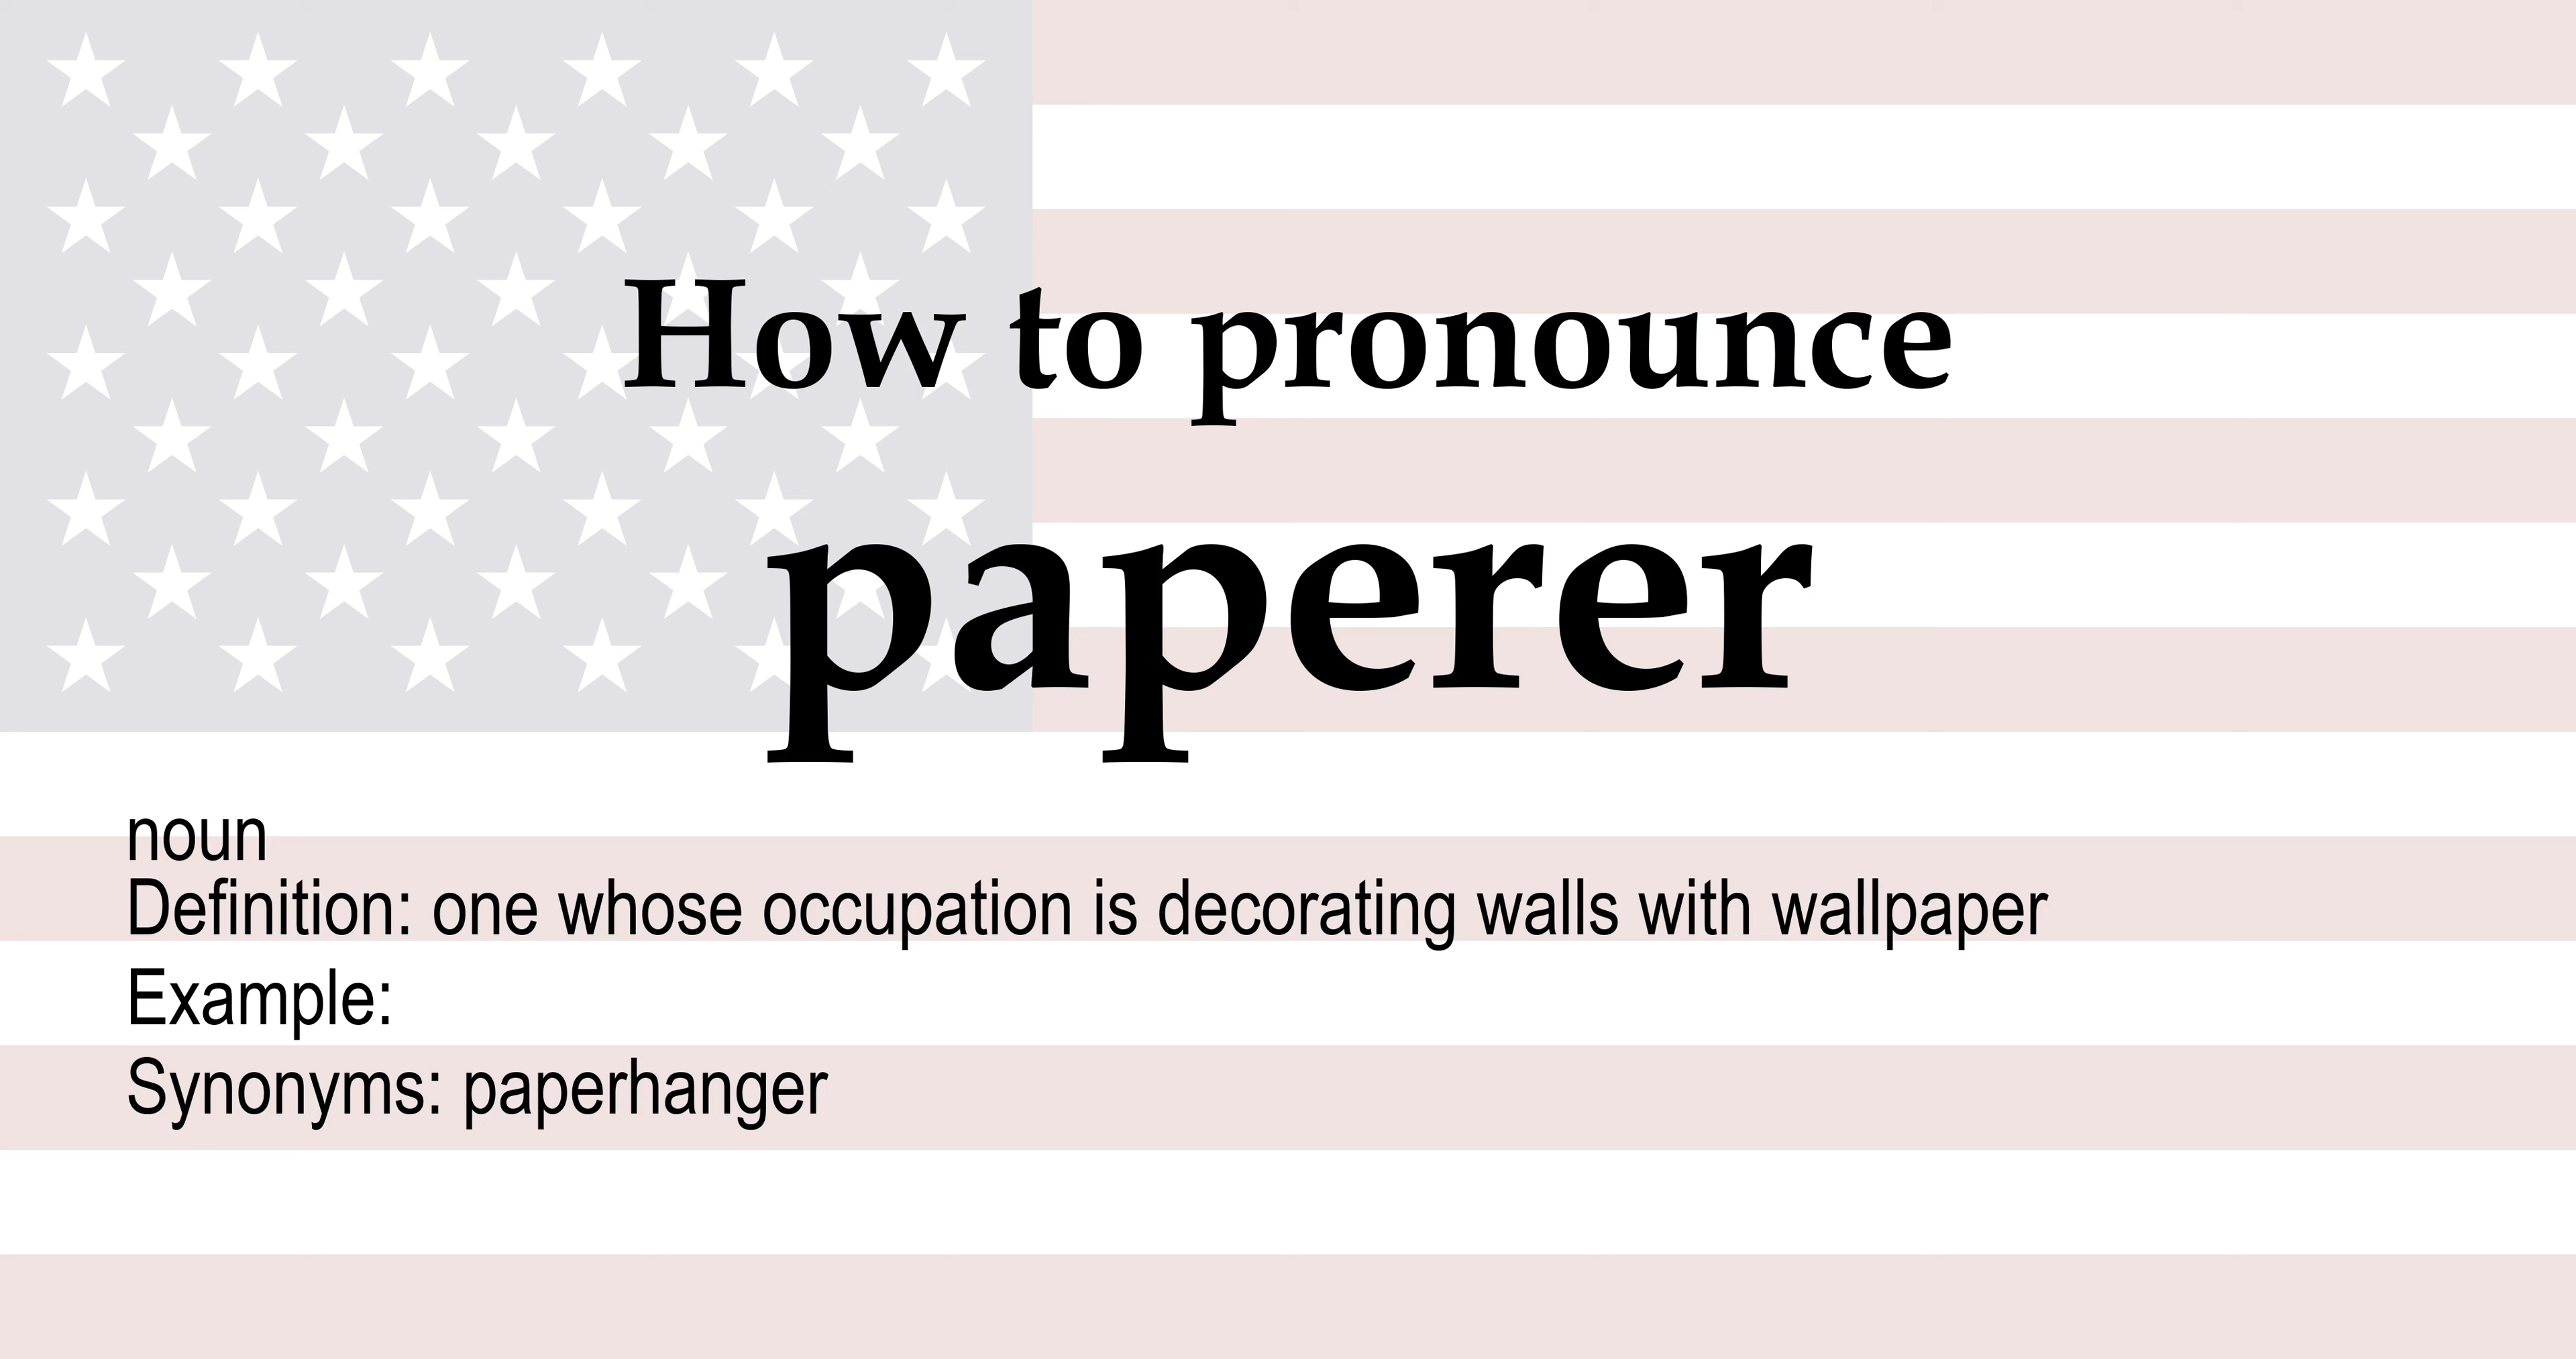 How to pronounce
paperer
noun
Definition: one whose occupation is decorating walls with wallpaper
Example:
Synonyms: paperhanger